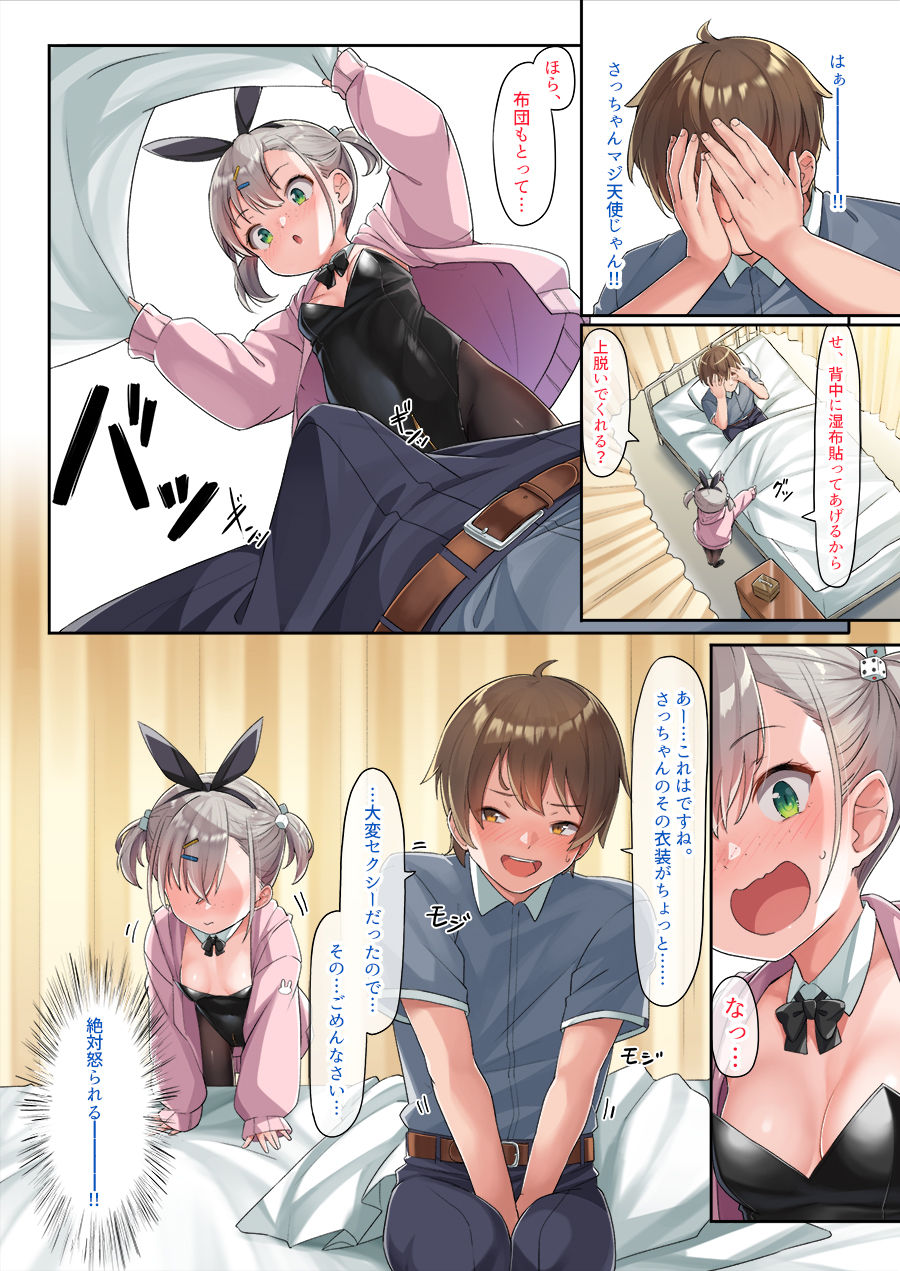 はぁ――――――!!
さっちゃん マジ天使じゃん!!
せ、背中に湿布貼ってあげるから
上脱いでくれる?
グッ
ほら、
布団もとって…
バッ
ギンッ
ギンッ
なっ…
あー…これはですね。
さっちゃんのその衣装がちょっと……
…大変セクシーだったので…
その…ごめんなさい…
モジ
モジ
絶対怒られる――――!!